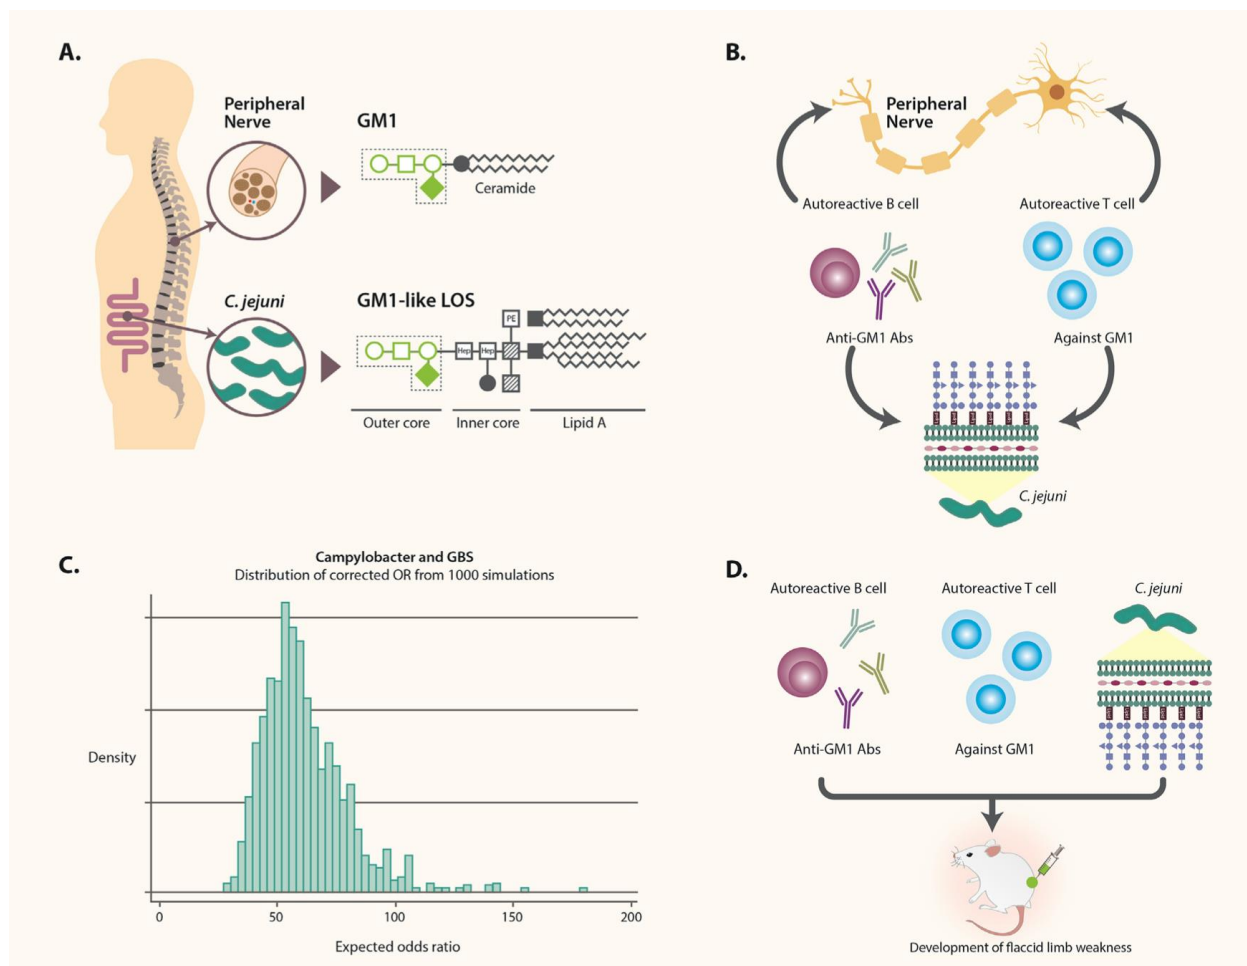 A.
Peripheral
Nerve
GM1
Ceramide
C. jejuni
GM1-like LOS
PE
Hep
Hep
Outer core
Inner core
Lipid A
B.
Peripheral
Nerve
Autoreactive B cell
Autoreactive T cell
Anti-GM1 Abs
Against GM1
C. jejuni
C.
Campylobacter and GBS
Distribution of corrected OR from 1000 simulations
Density
0
50
100
150
200
Expected odds ratio
D.
Autoreactive B cell
Autoreactive T cell
C. jejuni
Anti-GM1 Abs
Against GM1
Development of flaccid limb weakness